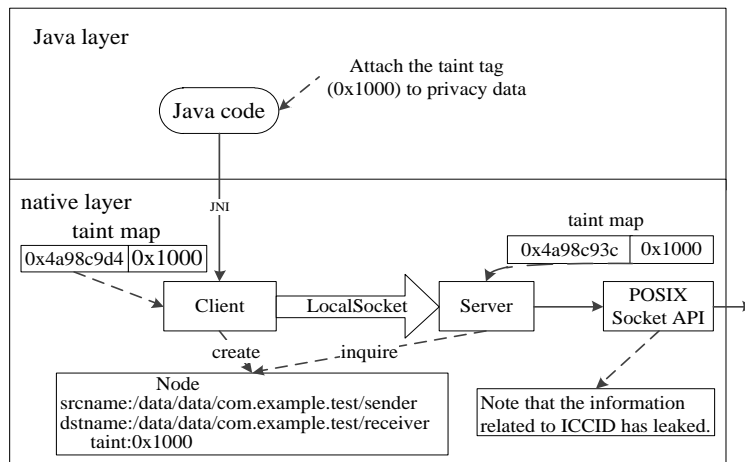 Java layer
Attach the taint tag
(0x1000) to privacy data
Java code
JNI
native layer
taint map
0x4a98c9d4 0x1000
taint map
0x4a98c93c 0x1000
Client
LocalSocket
Server
POSIX
Socket API
create
inquire
Node
srcname:/data/data/com.example.test/sender
dstname:/data/data/com.example.test/receiver
taint:0x1000
Note that the information
related to ICCID has leaked.